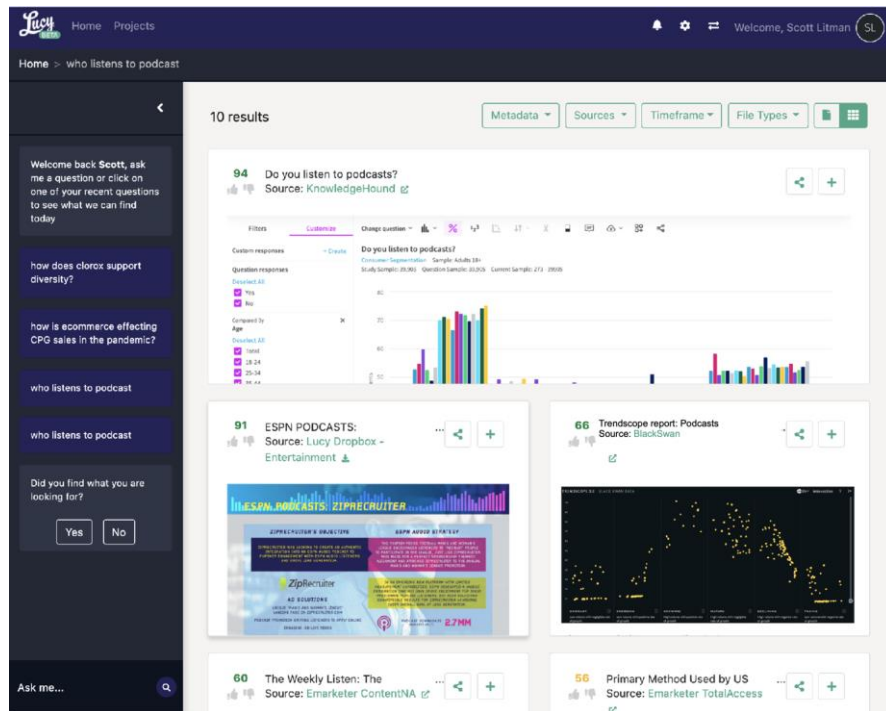 Lucy
BETA
Home Projects
Welcome, Scott Litman
SL
Home > who listens to podcast
Welcome back Scott, ask
me a question or click on
one of your recent questions
to see what we can find
today
how does clorox support
diversity?
how is ecommerce effecting
CPG sales in the pandemic?
who listens to podcast
who listens to podcast
Did you find what you are
looking for?
Yes No
Ask me...
10 results
Metadata Sources Timeframe File Types
94 Do you listen to podcasts?
Source: KnowledgeHound
Filters Customize Change question
Custom responses + Create
Question responses
Deselect All
Yes
No
Compared by
Age
Deselect All
Total
18-24
25-34
Do you listen to podcasts?
Consumer Segmentation Sample: Adults 18+
80
70
60
50
91 ESPN PODCASTS: ...
Source: Lucy Dropbox -
Entertainment
ESPN PODCASTS: ZIPRECRUITER
ZIPRECRUITER'S OBJECTIVE
ESPN AUDIO STRATEGY
ZipRecruiter
AD SOLUTIONS
2.7MM
66 Trendscope report: Podcasts
Source: BlackSwan
60 The Weekly Listen: The ...
Source: Emarketer ContentNA
56 Primary Method Used by US ...
Source: Emarketer TotalAccess